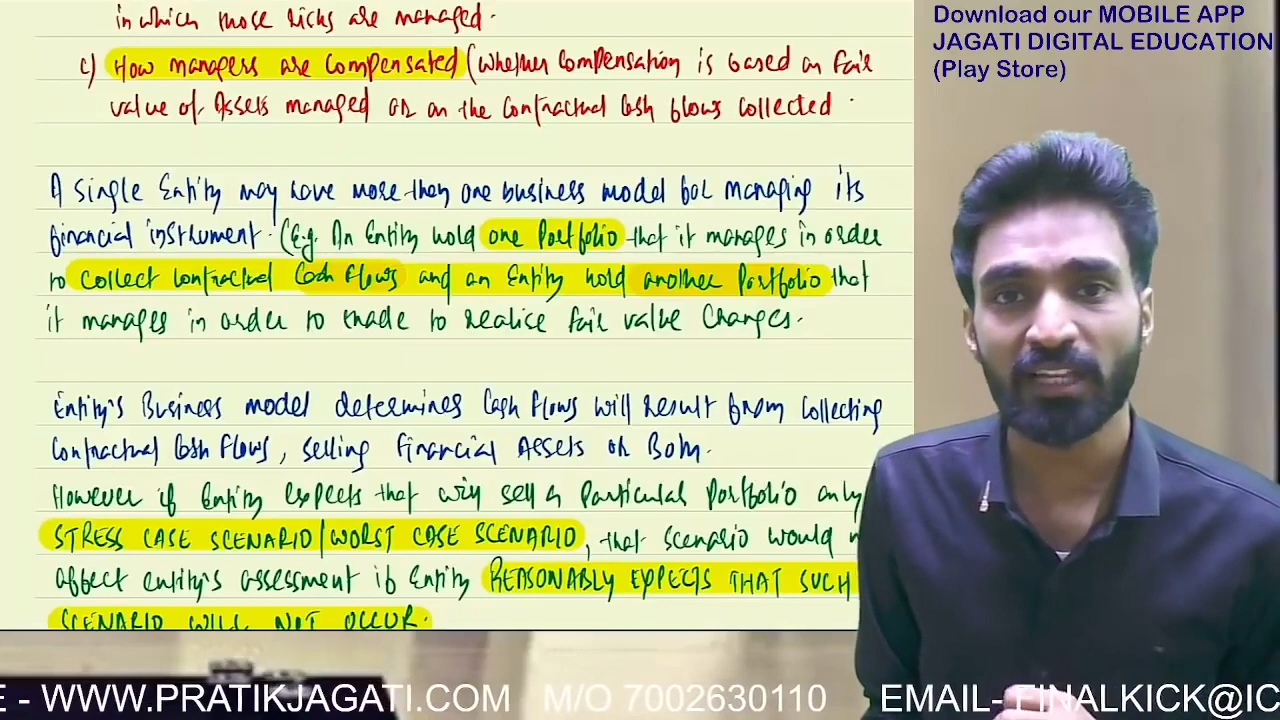 in which those risks are managed.
c) How managers are compensated (whether compensation is based on fair
value of Assets managed or on the contractual cash flows collected.
A single Entity may have more than one business model for managing its
financial instrument. (E.g. An Entity hold one Portfolio that it manages in order
to collect contractual Cash flows and an Entity hold another Portfolio that
it manages in order to trade to realise fair value changes.
Entity's Business model determines Cash flows will result from collecting
Contractual Cash flows, selling financial Assets or Both.
However if Entity expects that will sell a Particular Portfolio only
STRESS CASE SCENARIO/WORST CASE SCENARIO, that scenario would
affect entity's assessment if Entity REASONABLY EXPECTS THAT SUCH
SCENARIO WILL NOT OCCUR.
Download our MOBILE APP
JAGATI DIGITAL EDUCATION
(Play Store)
E - WWW.PRATIKJAGATI.COM M/O 7002630110 EMAIL- FINALKICK@IC